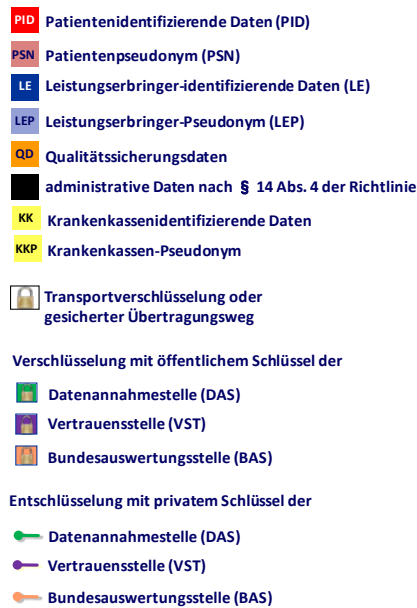 PID Patientenidentifizierende Daten (PID)
PSN Patientenpseudonym (PSN)
LE Leistungserbringer-identifizierende Daten (LE)
LEP Leistungserbringer-Pseudonym (LEP)
QD Qualitätssicherungsdaten
administrative Daten nach § 14 Abs. 4 der Richtlinie
KK Krankenkassenidentifizierende Daten
KKP Krankenkassen-Pseudonym
Transportverschlüsselung oder
gesicherter Übertragungsweg
Verschlüsselung mit öffentlichem Schlüssel der
Datenannahmestelle (DAS)
Vertrauensstelle (VST)
Bundesauswertungsstelle (BAS)
Entschlüsselung mit privatem Schlüssel der
Datenannahmestelle (DAS)
Vertrauensstelle (VST)
Bundesauswertungsstelle (BAS)